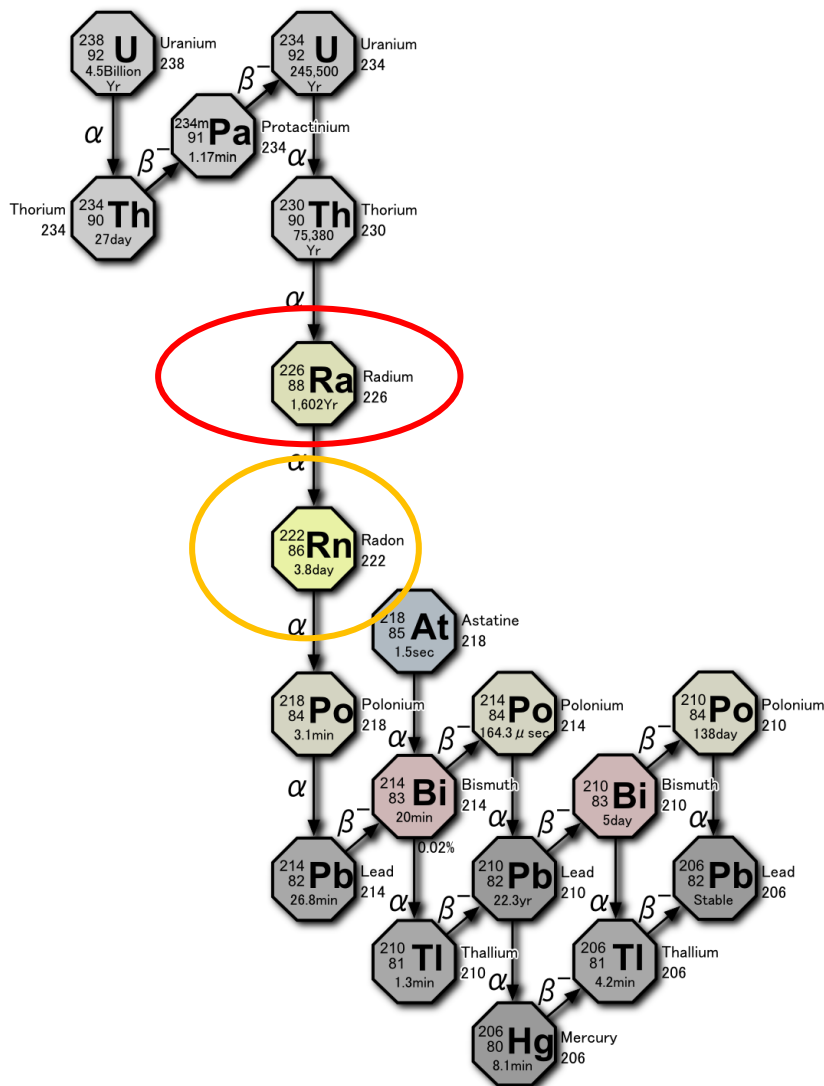 238
92
U
4.5Billion
Yr
Uranium
238
234
92
U
245,500
Yr
Uranium
234
β−
234m
91
Pa
1.17min
Protactinium
234
α
β−
α
Thorium
234
234
90
Th
27day
230
90
Th
75,380
Yr
Thorium
230
α
226
88
Ra
1,602Yr
Radium
226
α
222
86
Rn
3.8day
Radon
222
α
218
85
At
1.5sec
Astatine
218
218
84
Po
3.1min
Polonium
218
α
β−
214
84
Po
164.3 μ sec
Polonium
214
β−
210
84
Po
138day
Polonium
210
α
214
83
Bi
20min
Bismuth
214
210
83
Bi
5day
Bismuth
210
β−
0.02%
α
β−
α
214
82
Pb
26.8min
Lead
214
210
82
Pb
22.3yr
Lead
210
206
82
Pb
Stable
Lead
206
α
β−
α
β−
210
81
Tl
1.3min
Thallium
210
206
81
Tl
4.2min
Thallium
206
α
β−
206
80
Hg
8.1min
Mercury
206